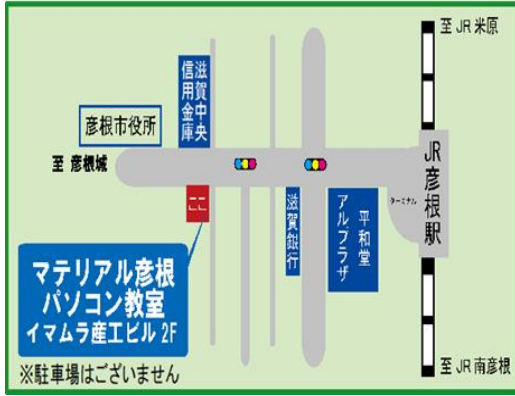 至 JR 米原
滋賀中央
信用金庫
彦根市役所
至 彦根城
JR彦根駅
ターミナル
ここ
滋賀銀行
平和堂
アルプラザ
マテリアル彦根
パソコン教室
イマムラ産工ビル 2F
※駐車場はございません
至 JR 南彦根